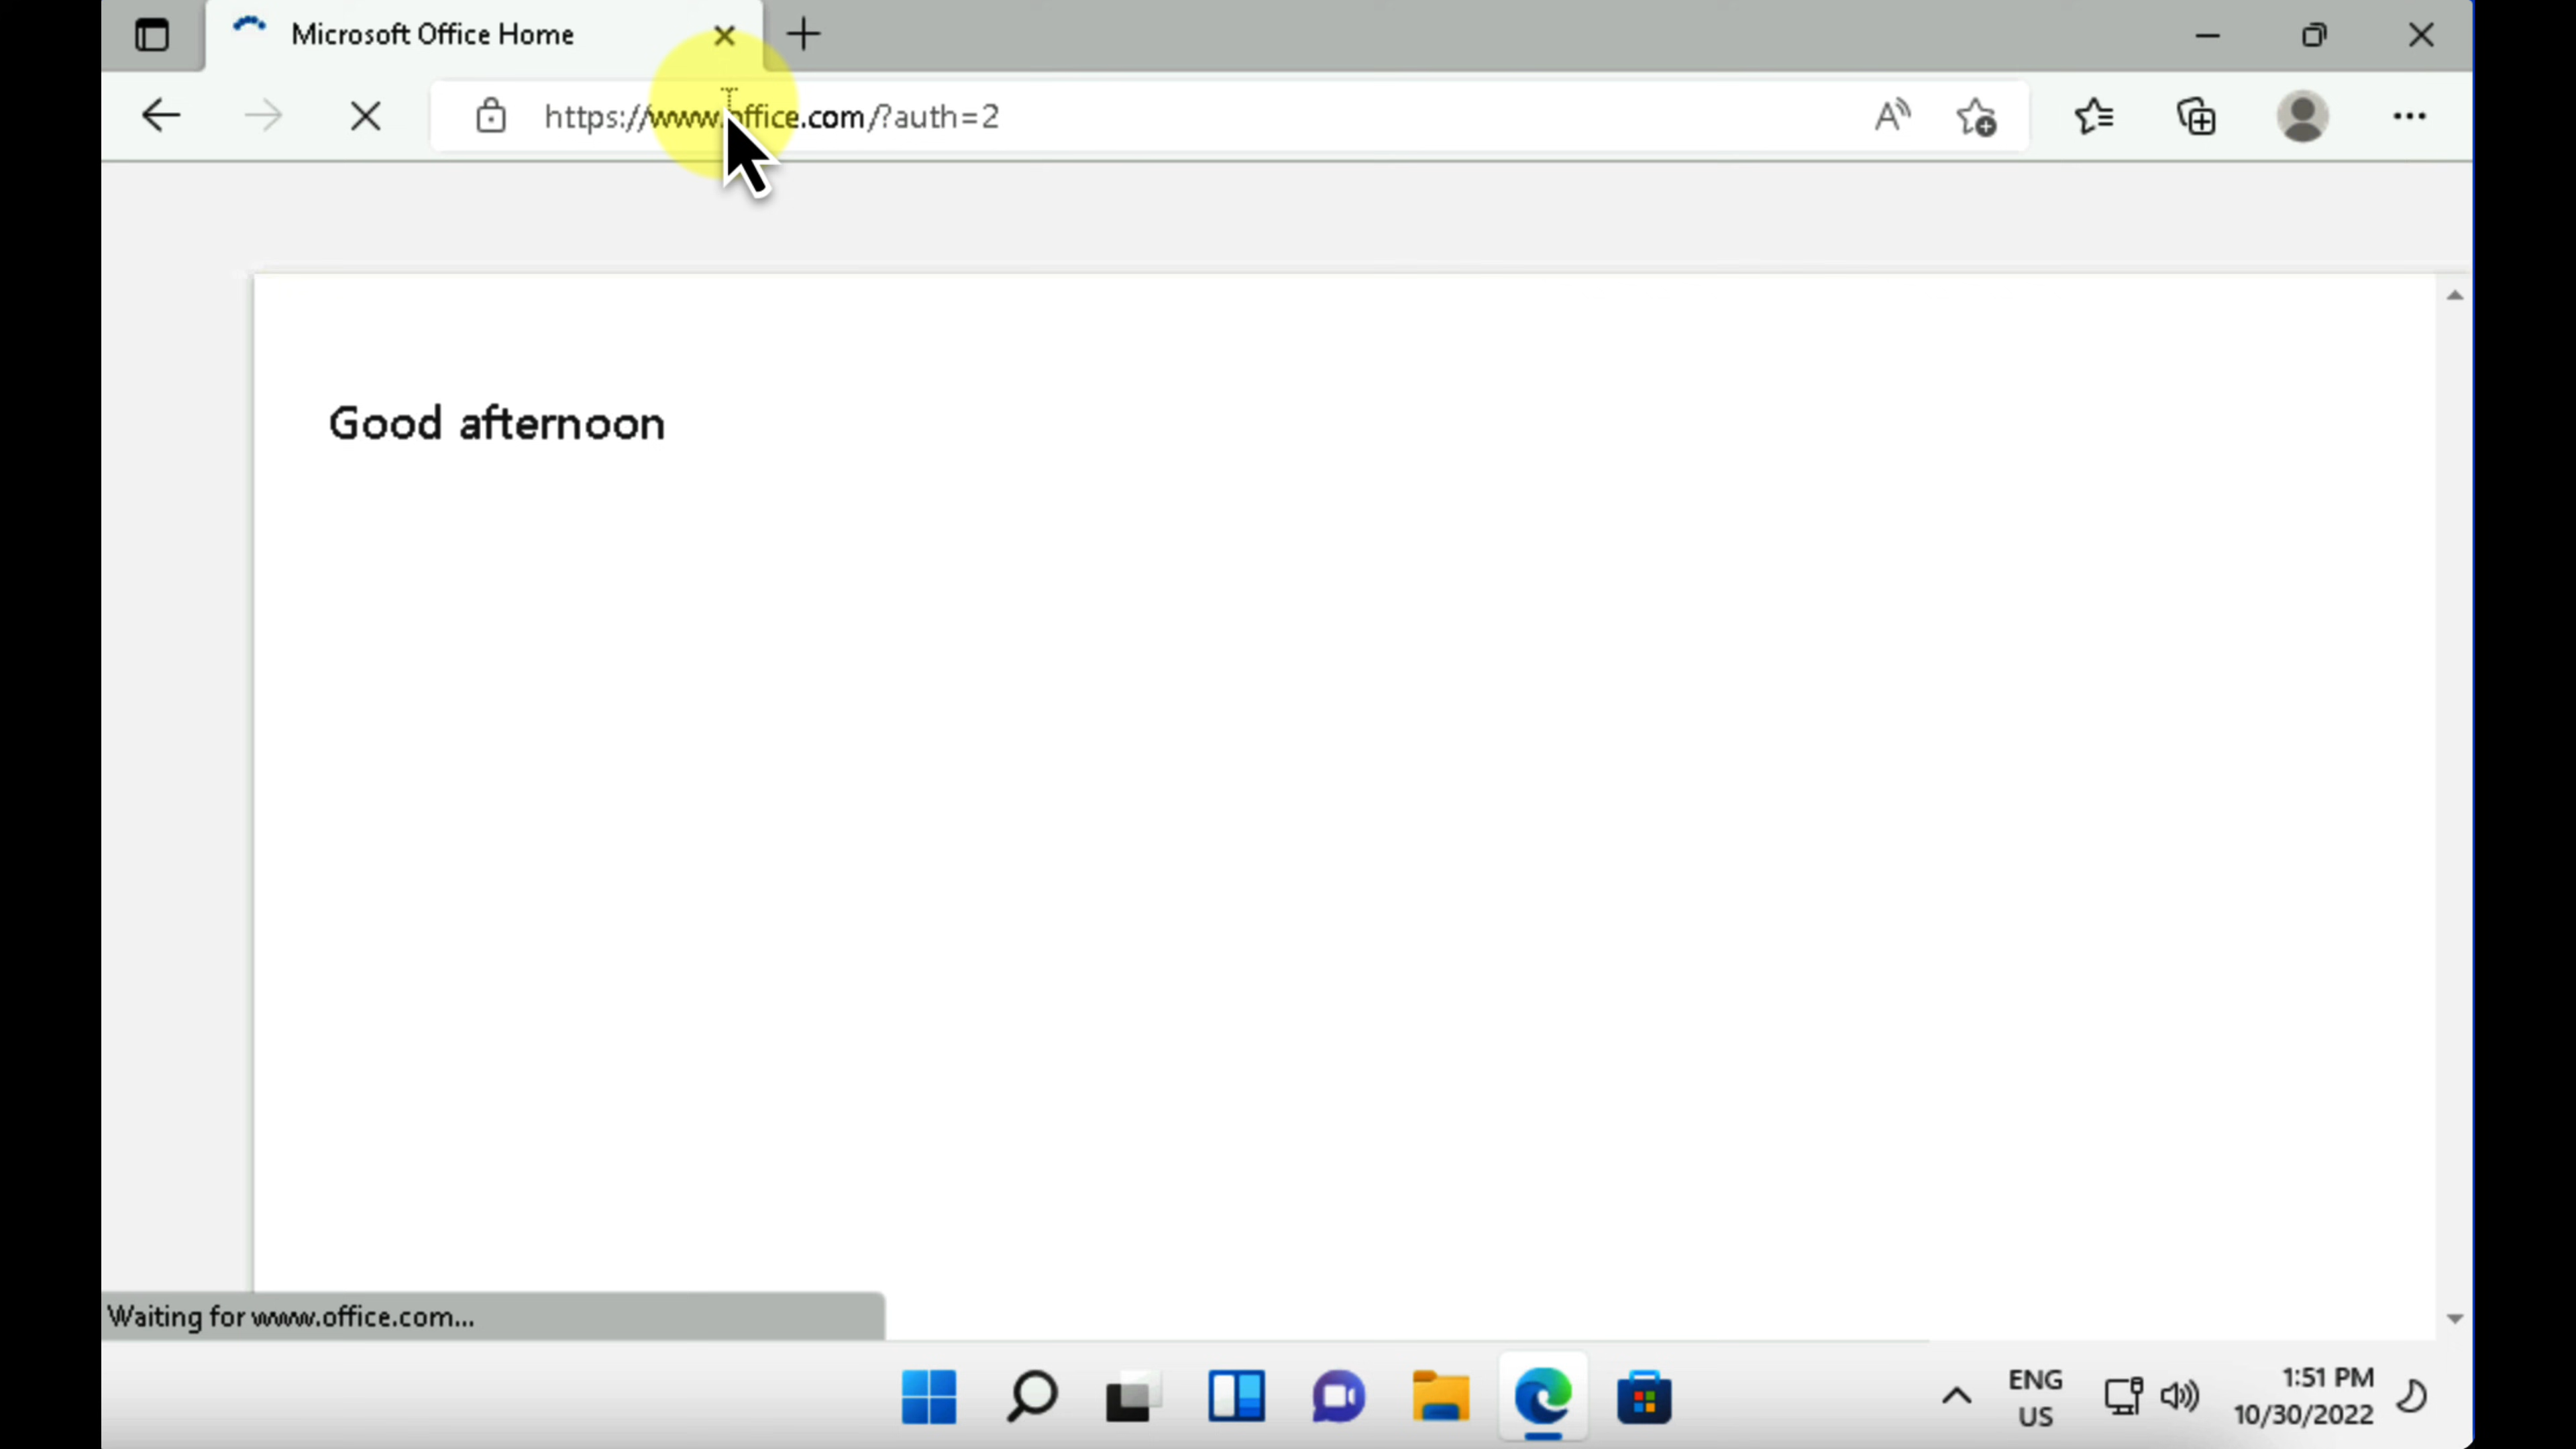 Microsoft Office Home
https://www.office.com/?auth=2
Good afternoon
Waiting for www.office.com...
ENG
US
1:51 PM
10/30/2022